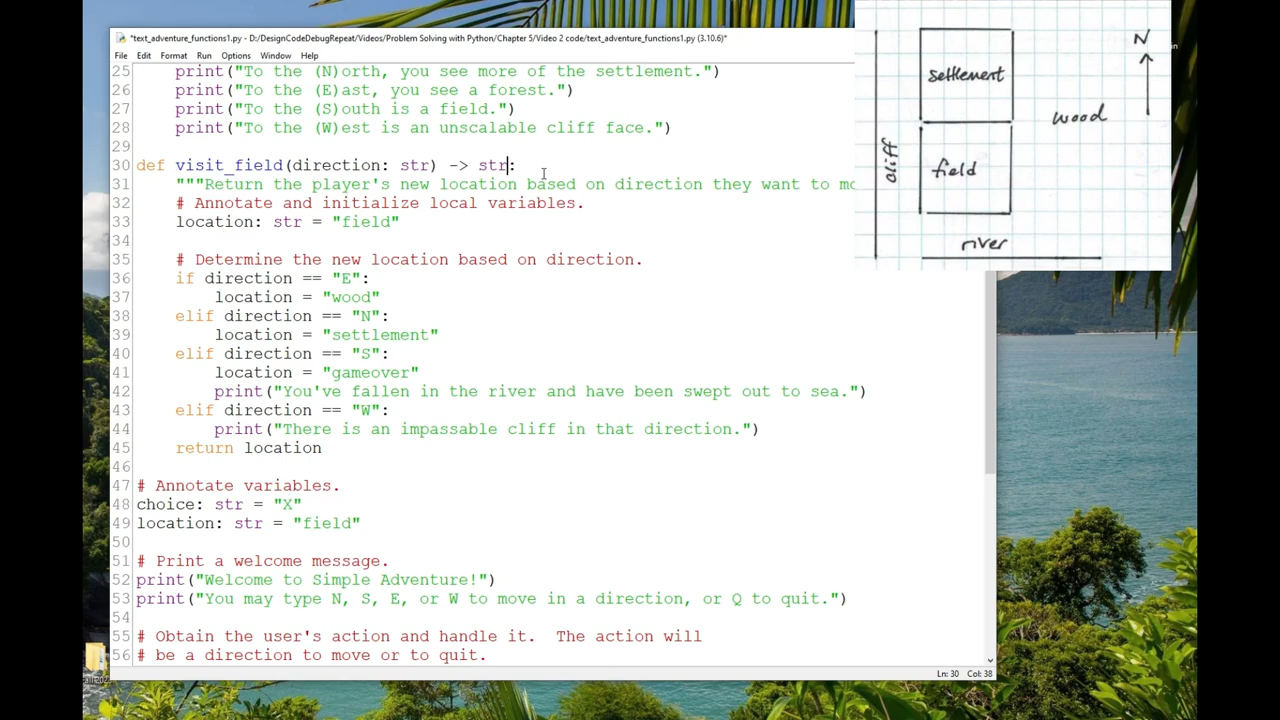 *text_adventure_functions1.py - D:/DesignCodeDebugRepeat/Videos/Problem Solving with Python/Chapter 5/Video 2 code/text_adventure_functions1.py (3.10.6)*
File Edit Format Run Options Window Help
25 print("To the (N)orth, you see more of the settlement.")
26 print("To the (E)ast, you see a forest.")
27 print("To the (S)outh is a field.")
28 print("To the (W)est is an unscalable cliff face.")
29
30 def visit_field(direction: str) -> str:
31 """Return the player's new location based on direction they want to mo
32 # Annotate and initialize local variables.
33 location: str = "field"
34
35 # Determine the new location based on direction.
36 if direction == "E":
37 location = "wood"
38 elif direction == "N":
39 location = "settlement"
40 elif direction == "S":
41 location = "gameover"
42 print("You've fallen in the river and have been swept out to sea.")
43 elif direction == "W":
44 print("There is an impassable cliff in that direction.")
45 return location
46
47 # Annotate variables.
48 choice: str = "X"
49 location: str = "field"
50
51 # Print a welcome message.
52 print("Welcome to Simple Adventure!")
53 print("You may type N, S, E, or W to move in a direction, or Q to quit.")
54
55 # Obtain the user's action and handle it.  The action will
56 # be a direction to move or to quit.
Ln: 30 Col: 38
N
settlement
wood
cliff
field
river